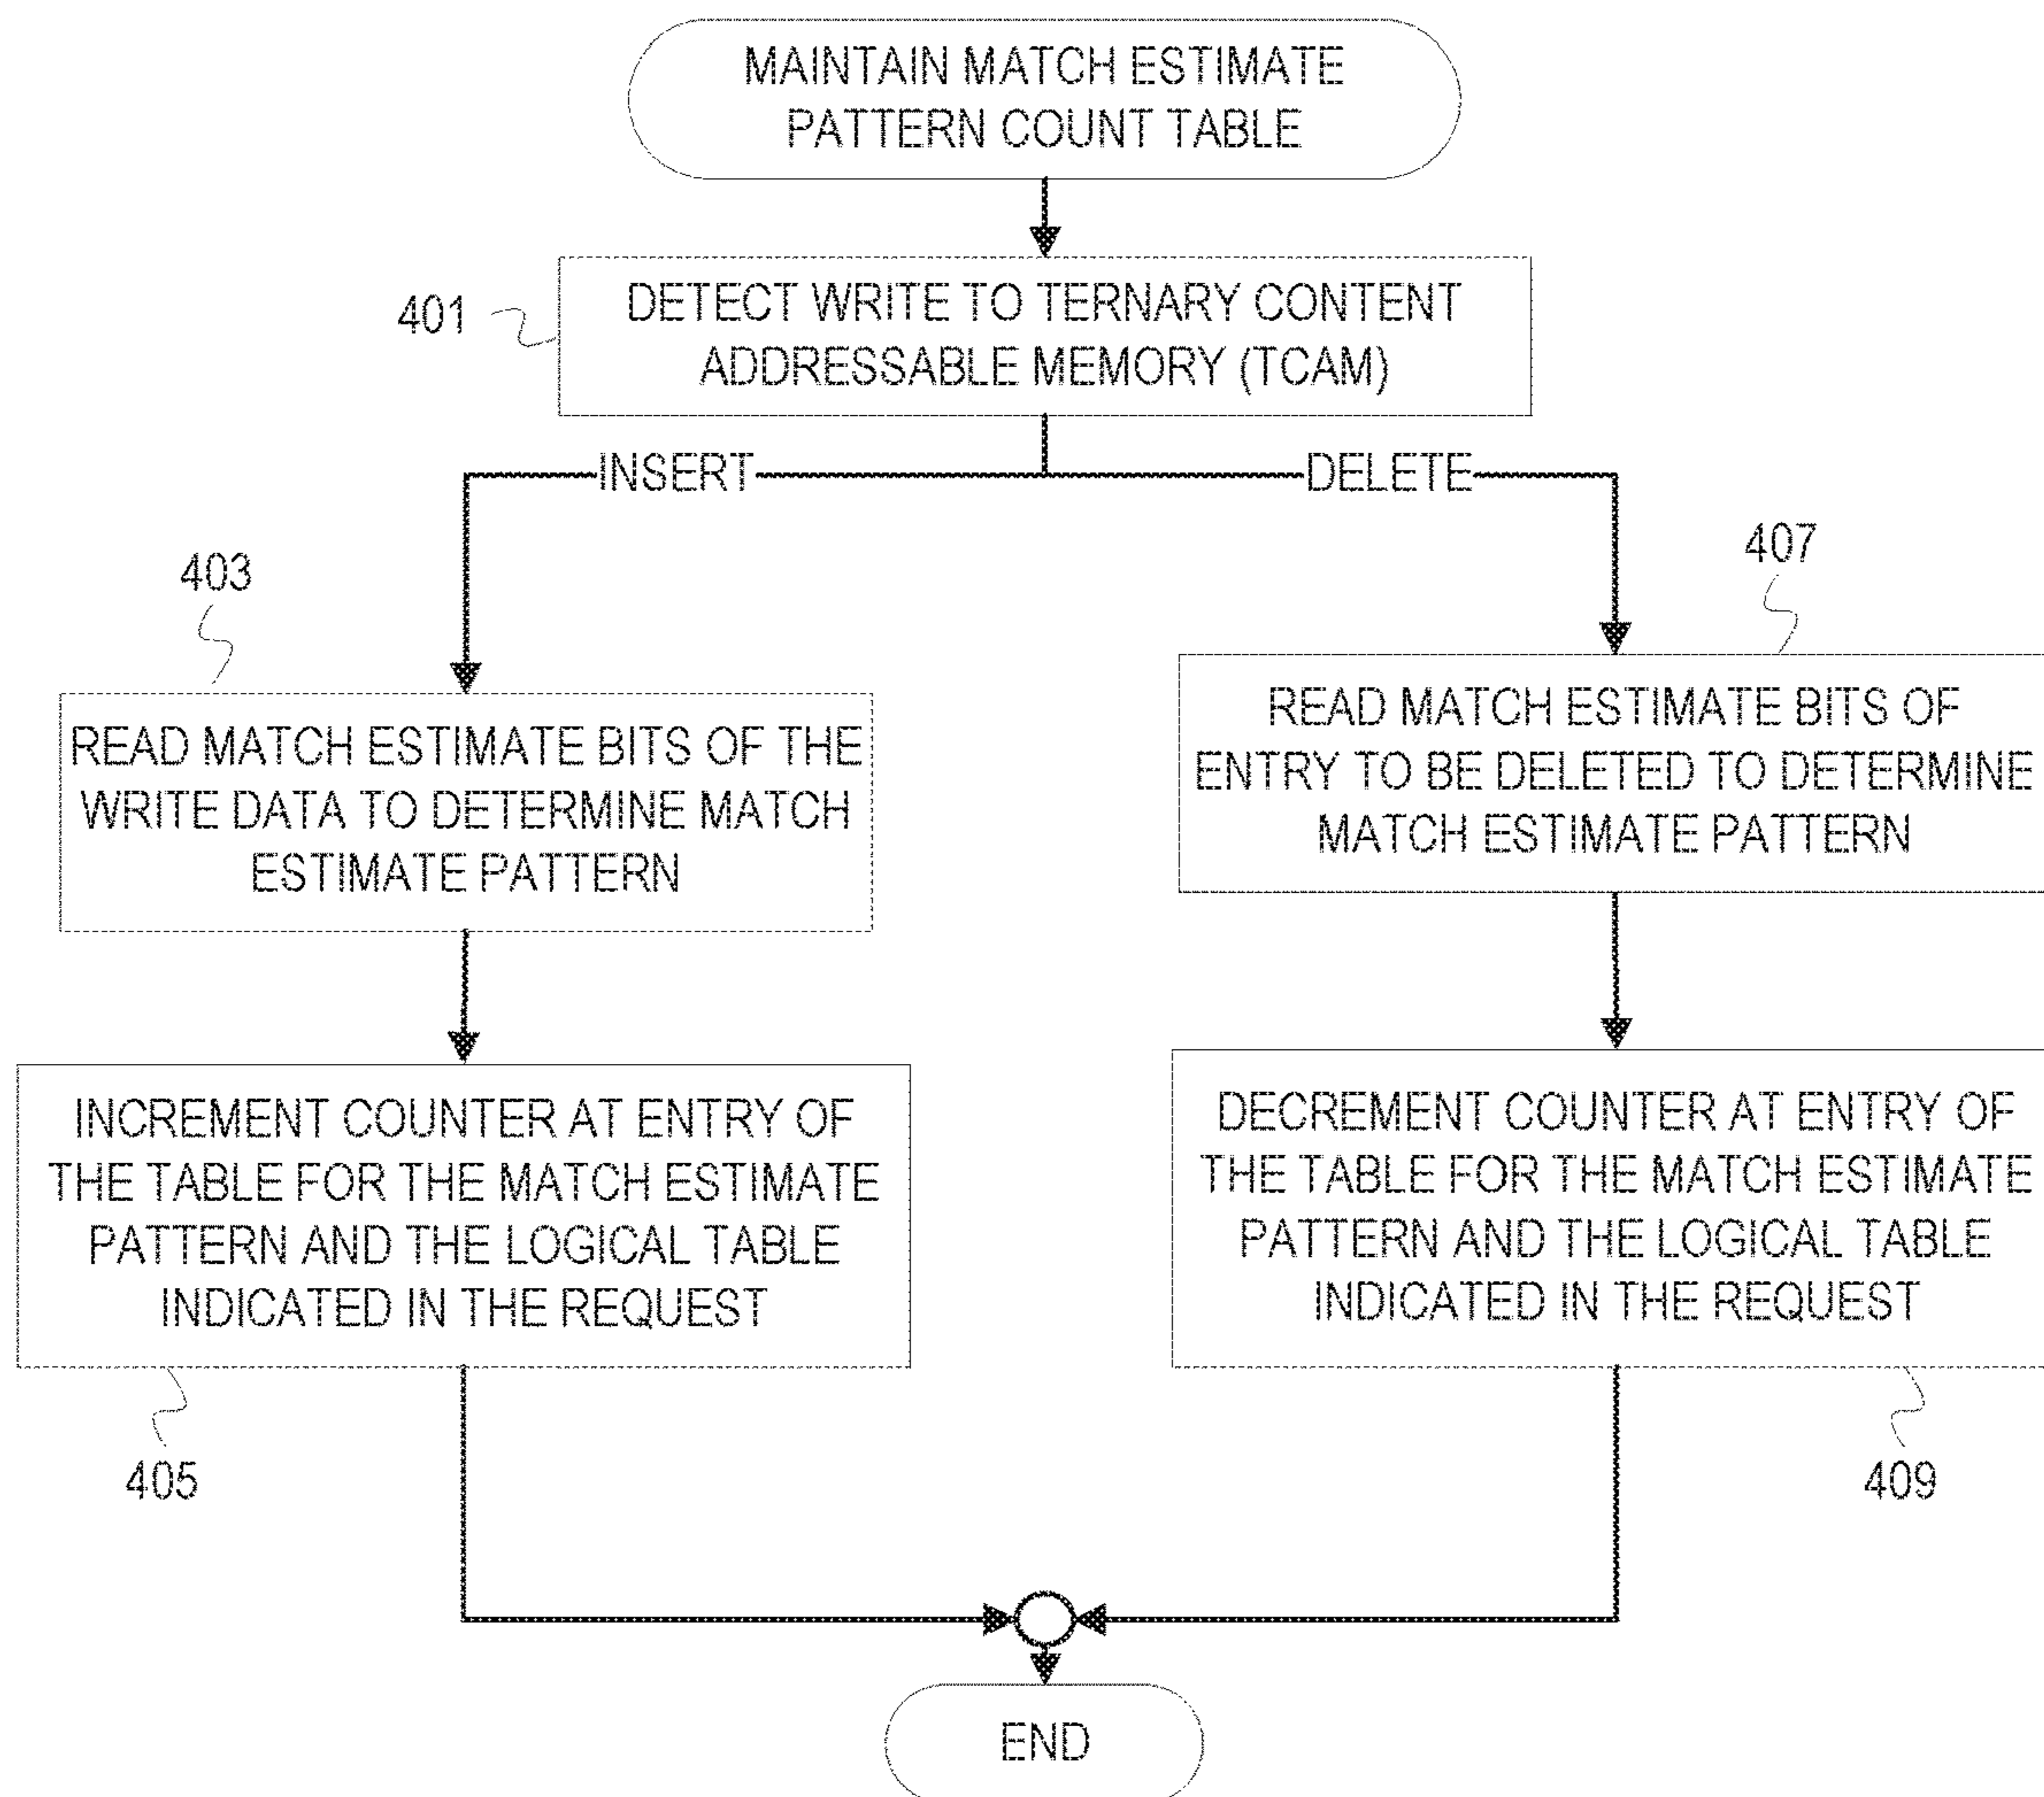 MAINTAIN MATCH ESTIMATE
PATTERN COUNT TABLE
401
DETECT WRITE TO TERNARY CONTENT
ADDRESSABLE MEMORY (TCAM)
INSERT
DELETE
403
READ MATCH ESTIMATE BITS OF THE
WRITE DATA TO DETERMINE MATCH
ESTIMATE PATTERN
407
READ MATCH ESTIMATE BITS OF
ENTRY TO BE DELETED TO DETERMINE
MATCH ESTIMATE PATTERN
INCREMENT COUNTER AT ENTRY OF
THE TABLE FOR THE MATCH ESTIMATE
PATTERN AND THE LOGICAL TABLE
INDICATED IN THE REQUEST
405
DECREMENT COUNTER AT ENTRY OF
THE TABLE FOR THE MATCH ESTIMATE
PATTERN AND THE LOGICAL TABLE
INDICATED IN THE REQUEST
409
END